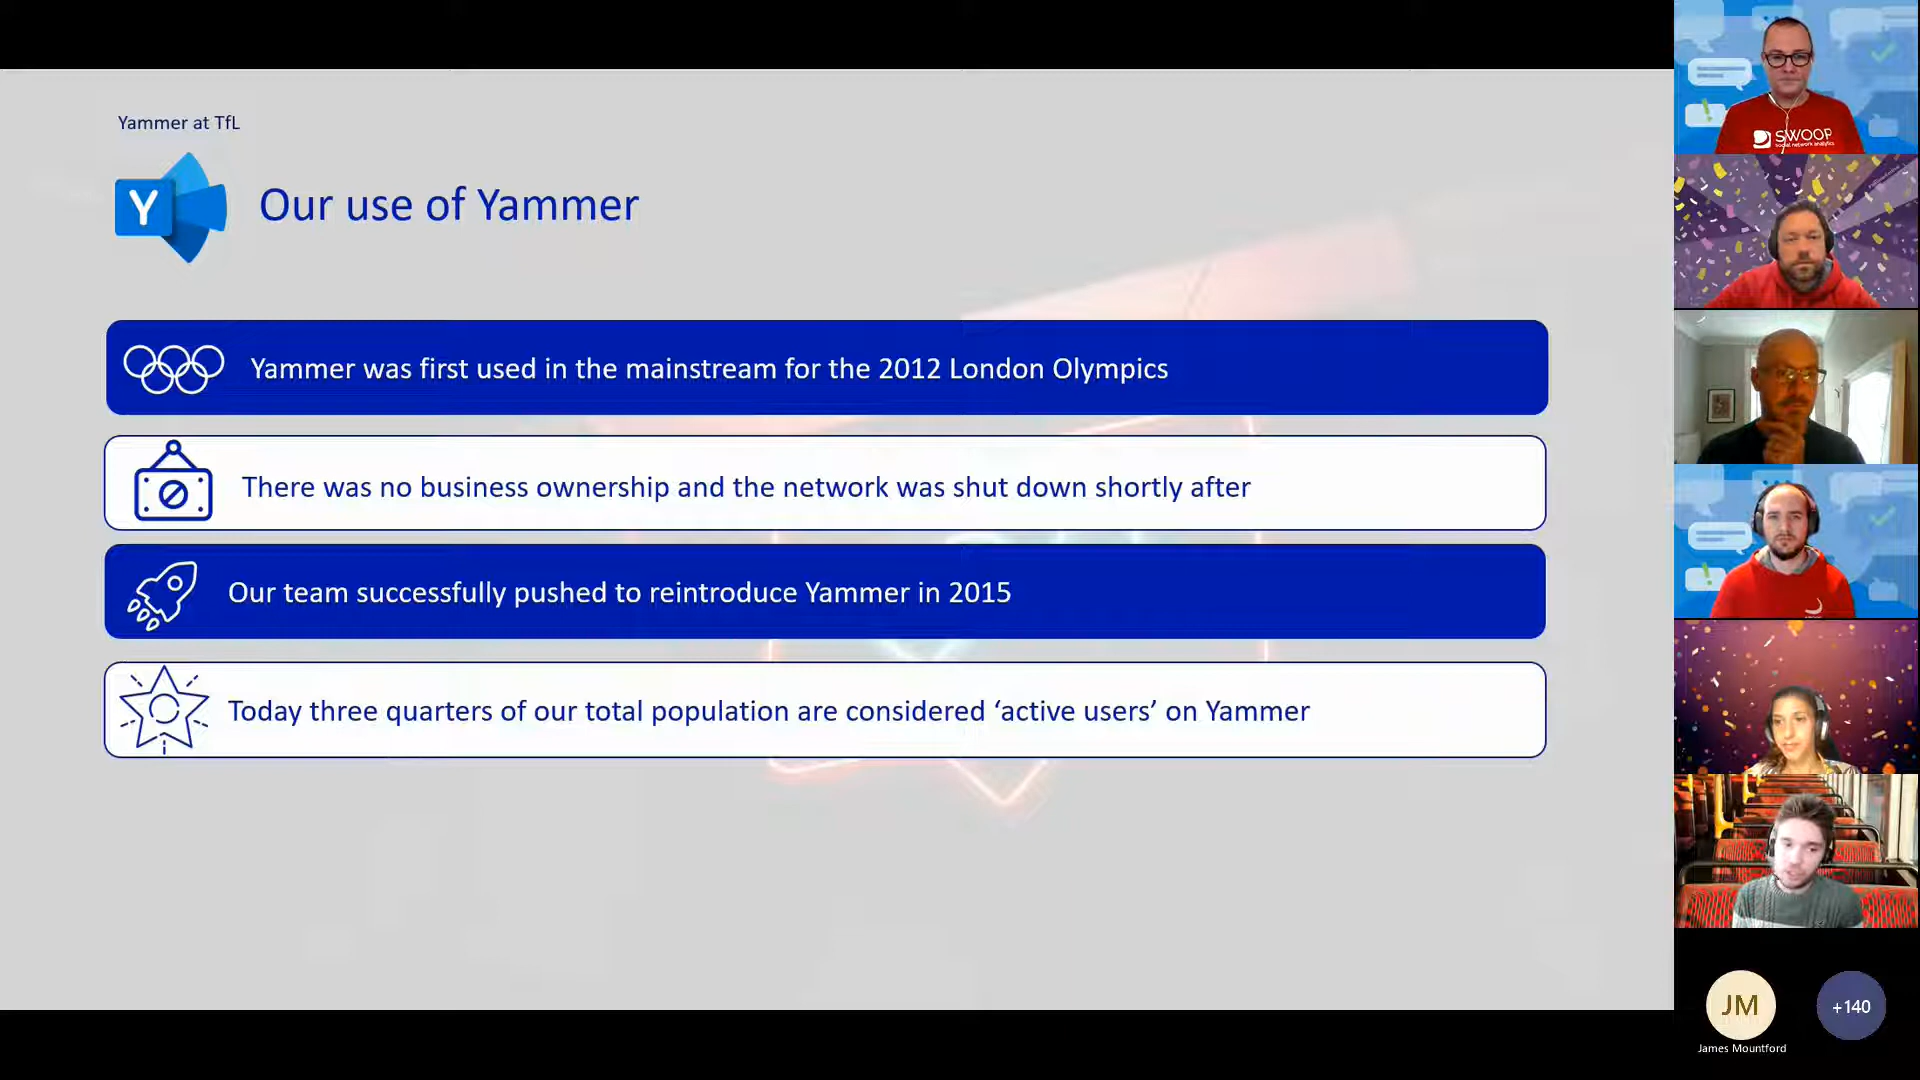 Yammer at TfL
Y
Our use of Yammer
Yammer was first used in the mainstream for the 2012 London Olympics
There was no business ownership and the network was shut down shortly after
Our team successfully pushed to reintroduce Yammer in 2015
Today three quarters of our total population are considered ‘active users’ on Yammer
SWOOP
social network analytics
JM
+140
James Mountford